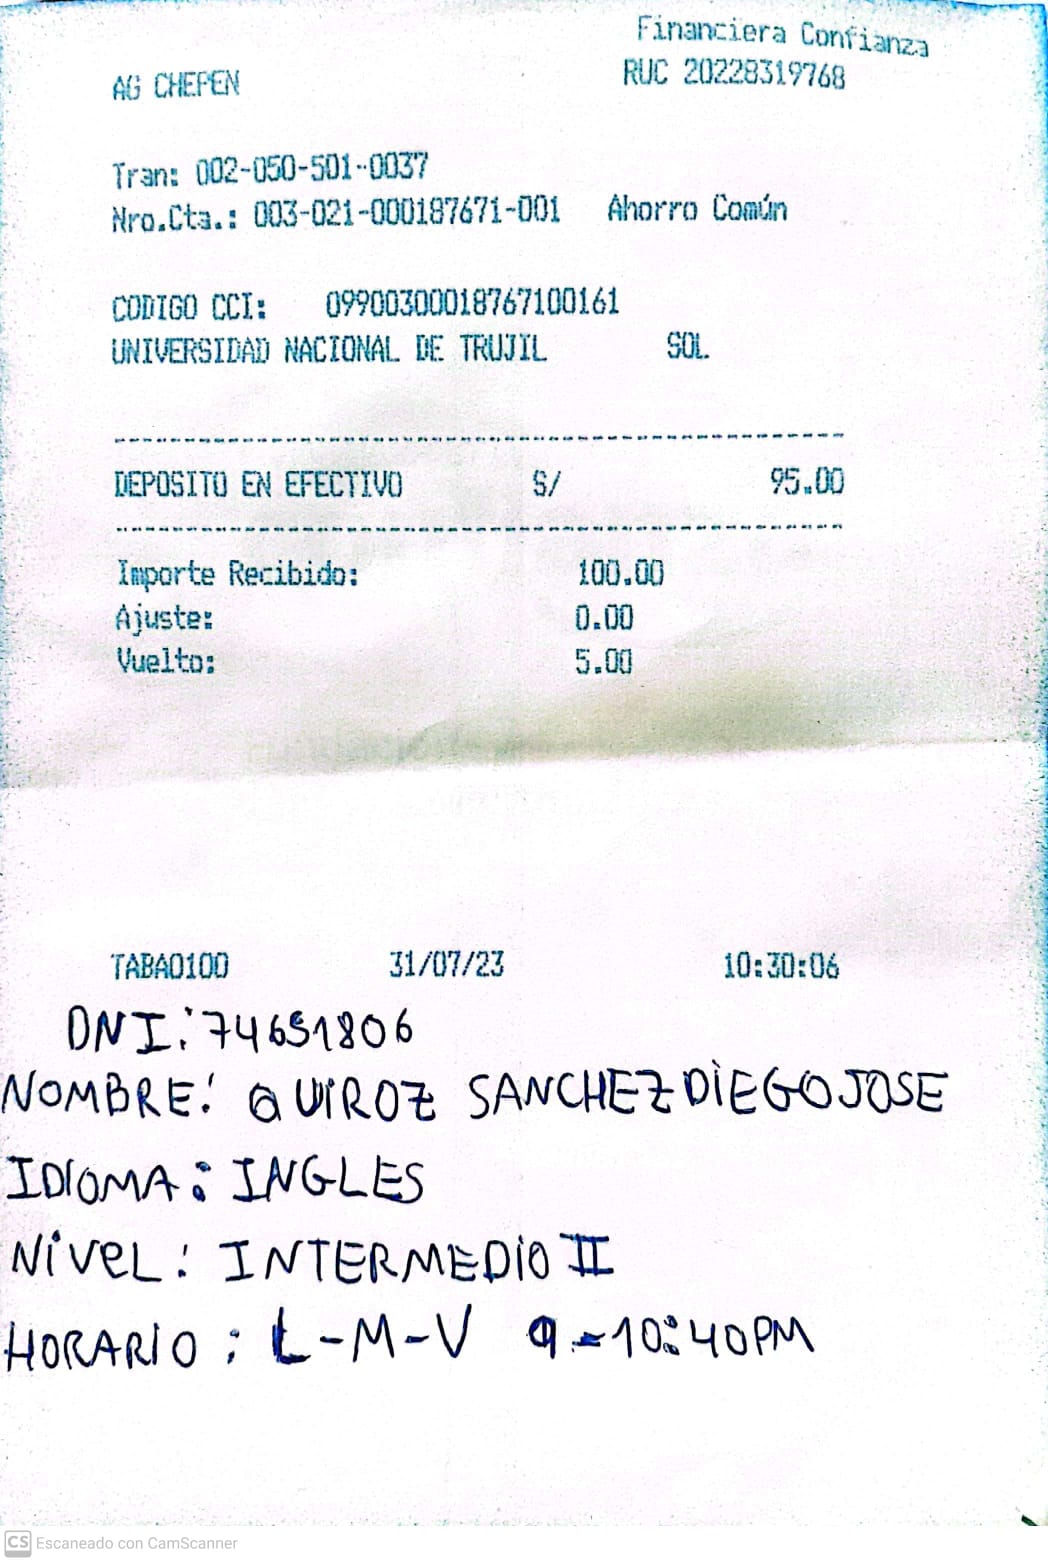 Financiera Confianza
AG CHEPEN
RUC 20228319768
Tran: 002-050-501-0037
Nro.Cta.: 003-021-000187671-001 Ahorro Común
CODIGO CCI: 09900300018767100161
UNIVERSIDAD NACIONAL DE TRUJIL SOL
DEPOSITO EN EFECTIVO S/ 95.00
Importe Recibido: 100.00
Ajuste: 0.00
Vuelto: 5.00
TABA0100 31/07/23 10:30:06
DNI: 74651806
NOMBRE: QUIROZ SANCHEZ DIEGO JOSE
IDIOMA: INGLES
NIVEL: INTERMEDIO II
HORARIO: L-M-V 9-10:40PM
CS Escaneado con CamScanner